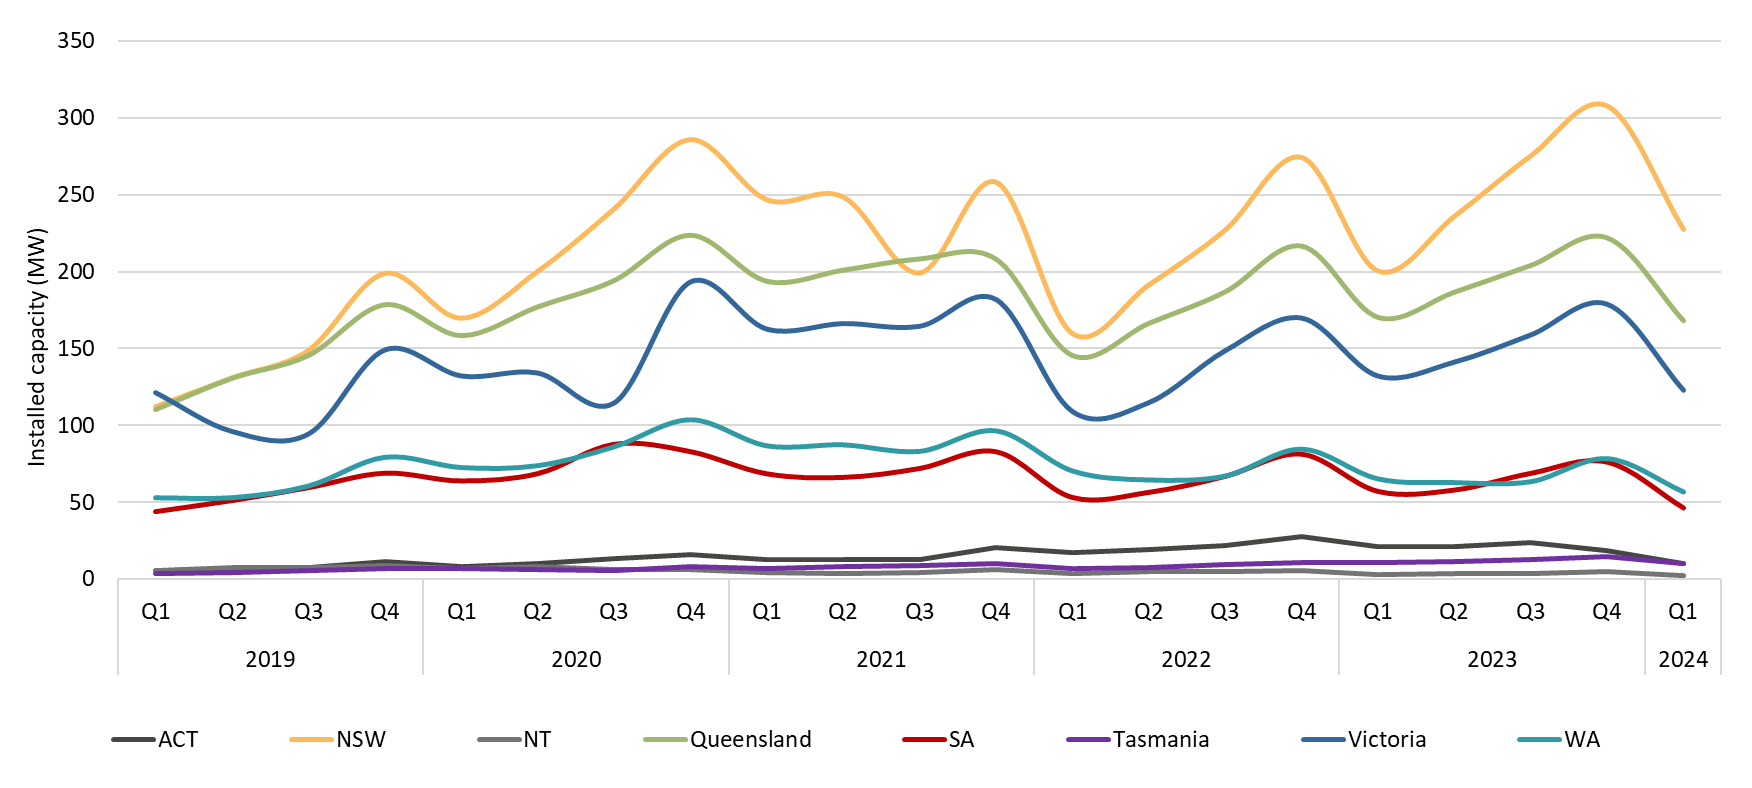 350
300
250
200
150
100
50
0
Installed capacity (MW)
Q1 Q2 Q3 Q4 Q1 Q2 Q3 Q4 Q1 Q2 Q3 Q4 Q1 Q2 Q3 Q4 Q1 Q2 Q3 Q4 Q1
2019 2020 2021 2022 2023 2024
ACT NSW NT Queensland SA Tasmania Victoria WA